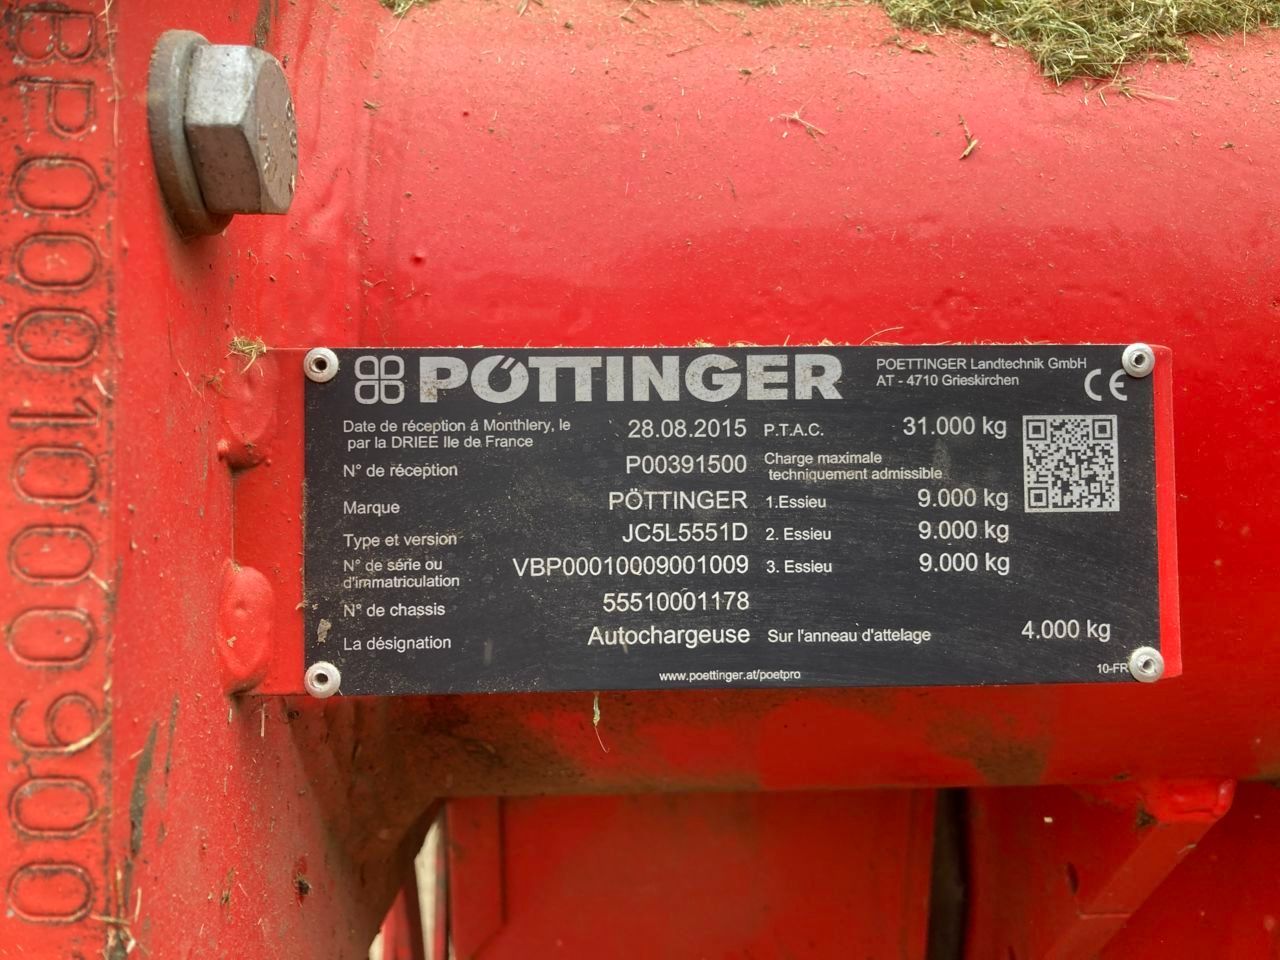 BP0001000900
PÖTTINGER
POETTINGER Landtechnik GmbH
AT - 4710 Grieskirchen
CE
Date de réception á Monthlery, le
par la DRIEE Ile de France
28.08.2015
P.T.A.C. 31.000 kg
N° de réception P00391500
Charge maximale
techniquement admissible
Marque PÖTTINGER
1.Essieu 9.000 kg
Type et version JC5L5551D
2. Essieu 9.000 kg
N° de série ou
d'immatriculation
VBP00010009001009
3. Essieu 9.000 kg
N° de chassis 55510001178
La désignation Autochargeuse
Sur l'anneau d'attelage 4.000 kg
www.poettinger.at/poetpro
10-FR